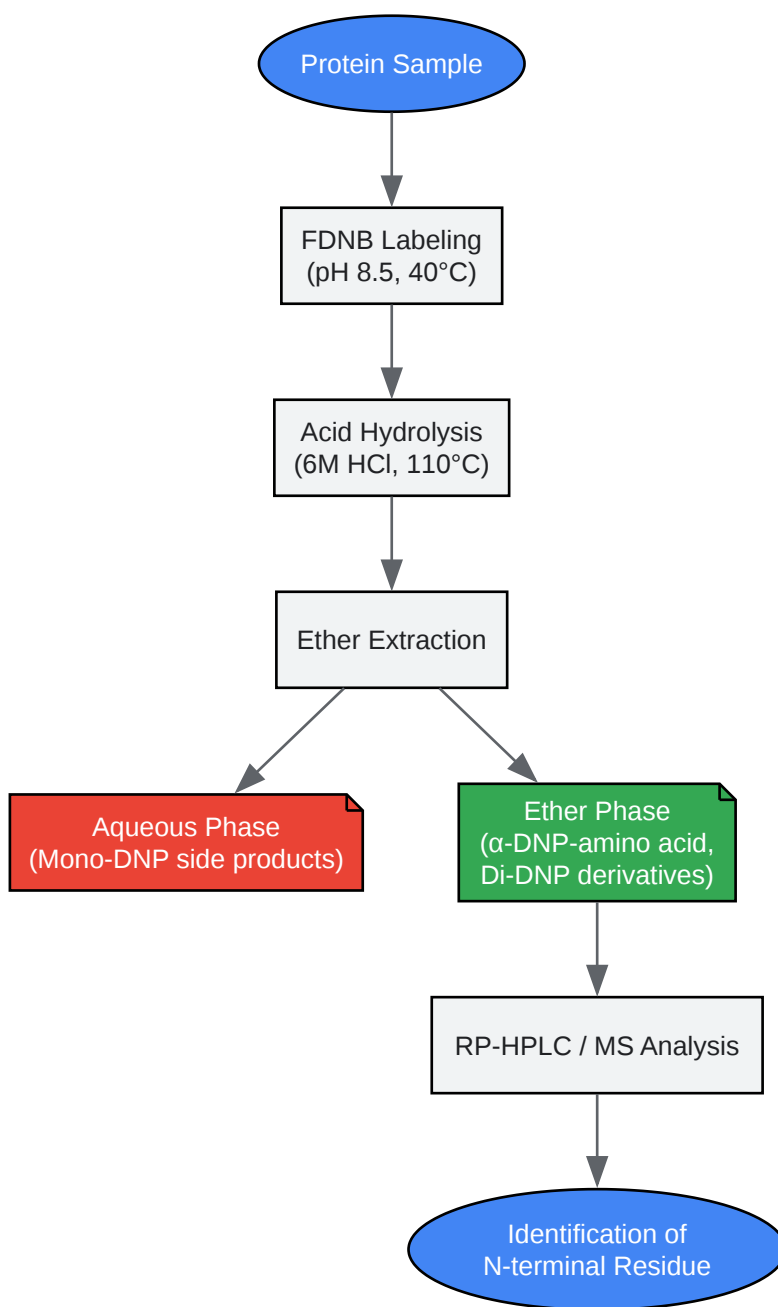 Protein Sample
FDNB Labeling
(pH 8.5, 40°C)
Acid Hydrolysis
(6M HCl, 110°C)
Ether Extraction
Aqueous Phase
(Mono-DNP side products)
Ether Phase
(α-DNP-amino acid,
Di-DNP derivatives)
RP-HPLC / MS Analysis
Identification of
N-terminal Residue